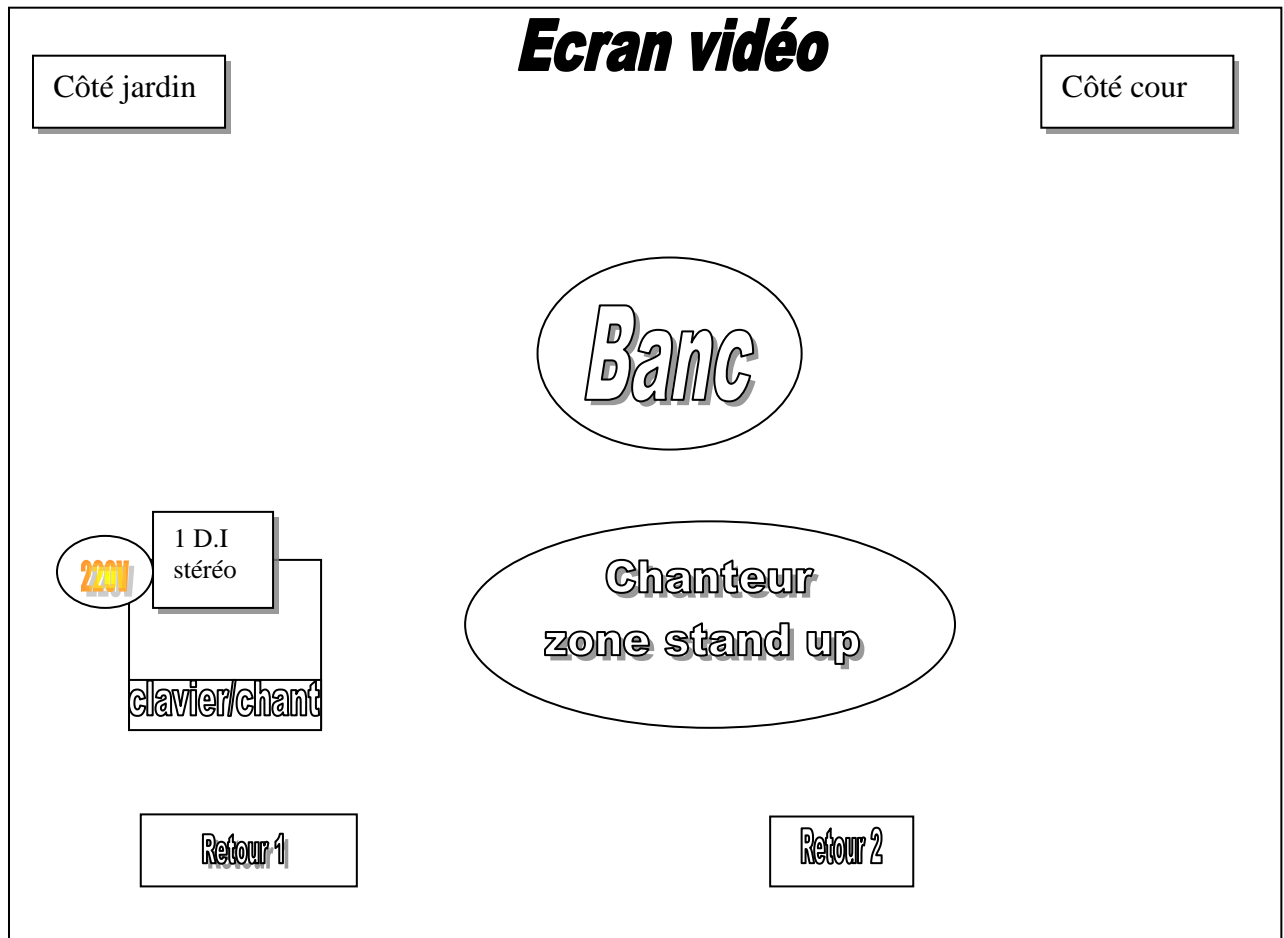 Ecran vidéo
Côté jardin
Côté cour
Banc
1 D.I
stéréo
220V
Chanteur
zone stand up
clavier/chant
Retour 1
Retour 2